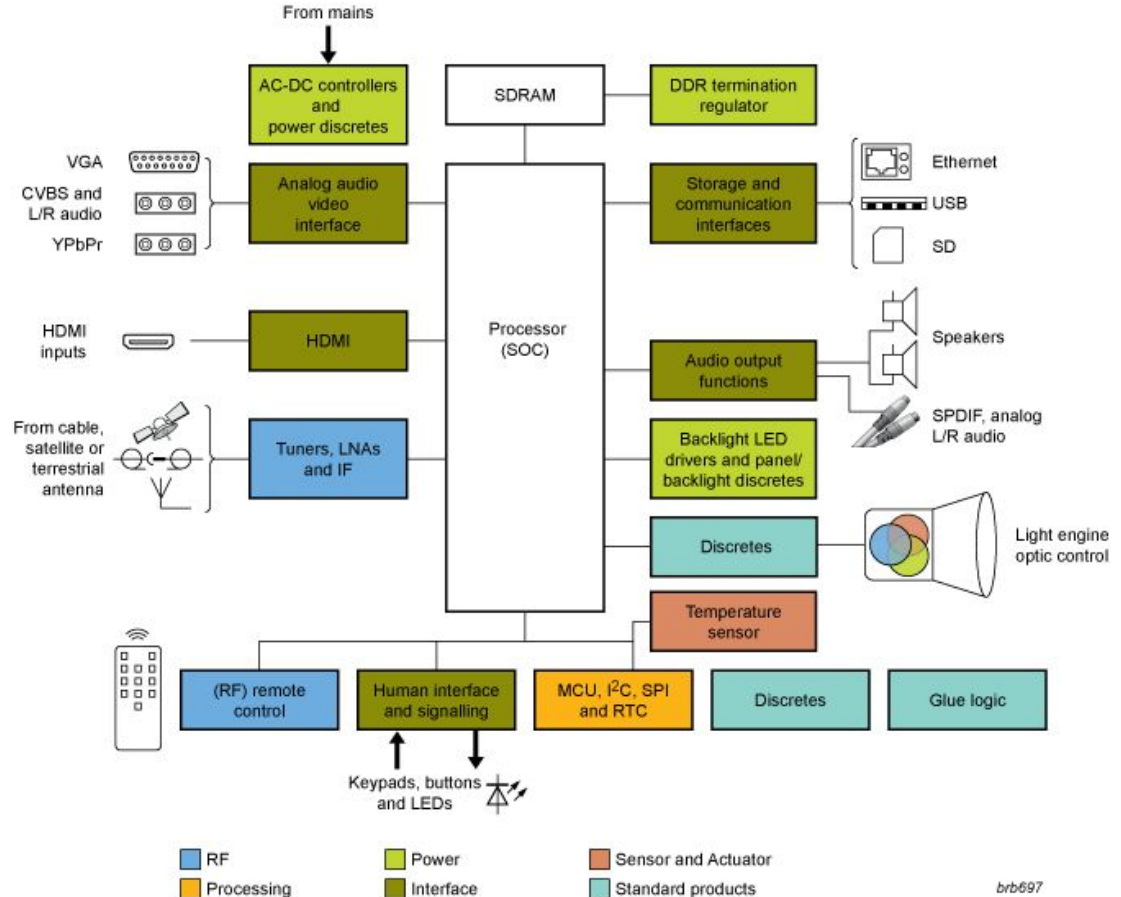 From mains
AC-DC controllers
and
power discretes
SDRAM
DDR termination
regulator
VGA
CVBS and
L/R audio
YPbPr
Analog audio
video
interface
Storage and
communication
interfaces
Ethernet
USB
SD
HDMI
inputs
HDMI
Processor
(SOC)
Audio output
functions
Speakers
SPDIF, analog
L/R audio
From cable,
satellite or
terrestrial
antenna
Tuners, LNAs
and IF
Backlight LED
drivers and panel/
backlight discretes
Discretes
Light engine
optic control
Temperature
sensor
(RF) remote
control
Human interface
and signalling
MCU, I²C, SPI
and RTC
Discretes
Glue logic
Keypads, buttons
and LEDs
RF
Power
Sensor and Actuator
Processing
Interface
Standard products
brb697